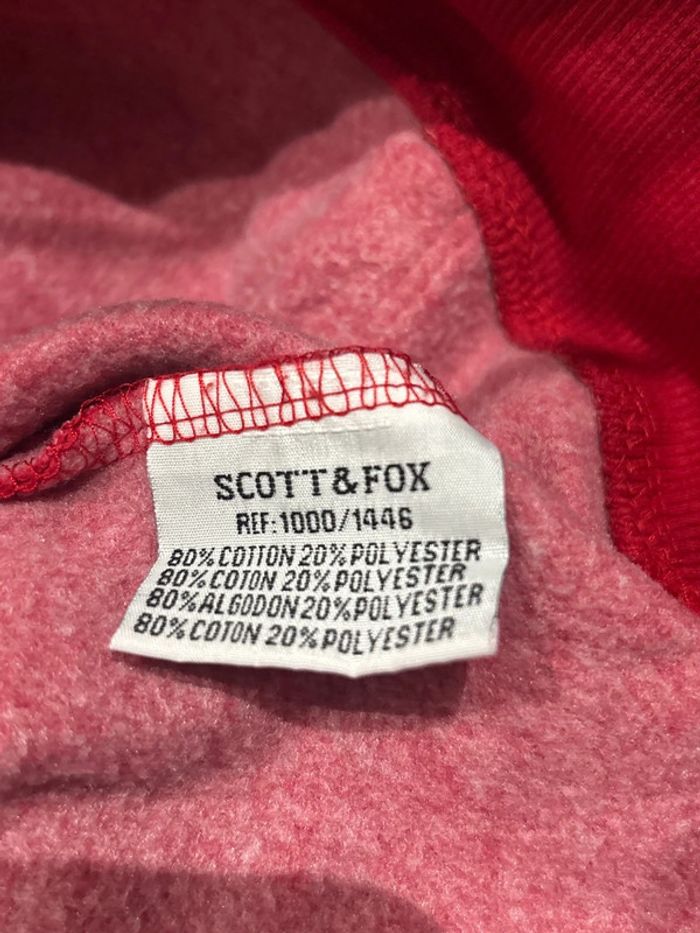 SCOTT&FOX
REF:1000/1446
80%COTTON 20%POLYESTER
80%COTON 20%POLYESTER
80%ALGODON 20%POLYESTER
80%COTON 20%POLYESTER